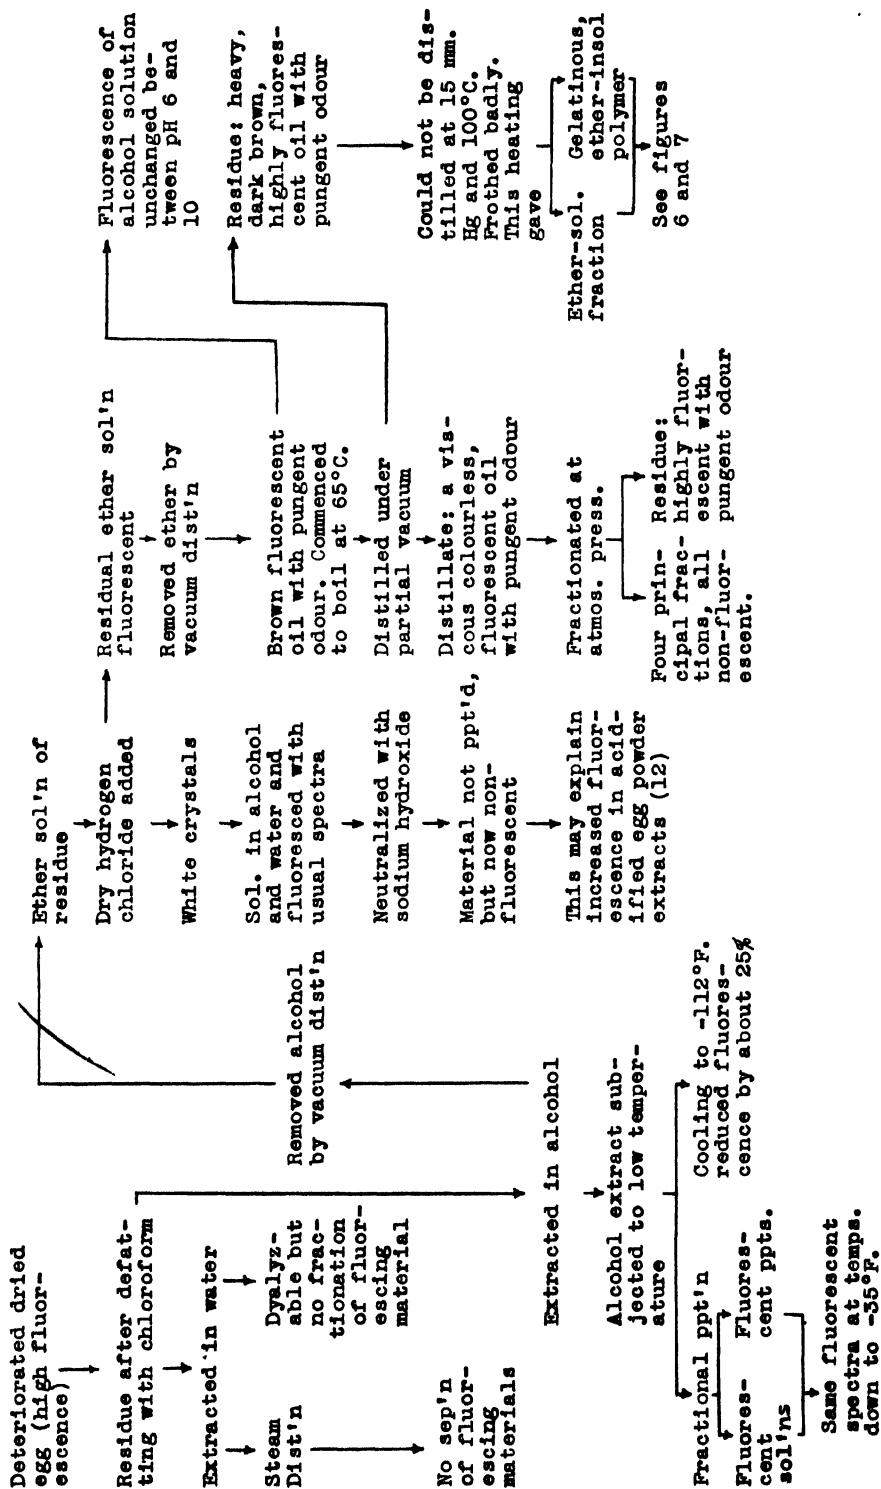 Deteriorated dried
egg (high fluor-
escence)
Residue after defat-
ting with chloroform
Extracted in water
Steam
Dist'n
No sep'n
of fluor-
escing
materials
Dyalyz-
able but
no frac-
tionation
of fluor-
escing
material
Extracted in alcohol
Alcohol extract sub-
jected to low temper-
ature
Fractional ppt'n
Fluores-
cent
sol'ns
Fluores-
cent ppts.
Same fluorescent
spectra at temps.
down to -35°F.
Cooling to -112°F.
reduced fluores-
cence by about 25%
Removed alcohol
by vacuum dist'n
Ether sol'n of
residue
Dry hydrogen
chloride added
White crystals
Sol. in alcohol
and water and
fluoresced with
usual spectra
Neutralized with
sodium hydroxide
Material not ppt'd,
but now non-
fluorescent
This may explain
increased fluor-
escence in acid-
ified egg powder
extracts (12)
Residual ether sol'n
fluorescent
Removed ether by
vacuum dist'n
Brown fluorescent
oil with pungent
odour. Commenced
to boil at 65°C.
Distilled under
partial vacuum
Distillate: a vis-
cous colourless,
fluorescent oil
with pungent odour
Fractionated at
atmos. press.
Four prin-
cipal frac-
tions, all
non-fluor-
escent.
Residue:
highly fluor-
escent with
pungent odour
Fluorescence of
alcohol solution
unchanged be-
tween pH 6 and
10
Residue: heavy,
dark brown,
highly fluores-
cent oil with
pungent odour
Could not be dis-
tilled at 15 mm.
Hg and 100°C.
Frothed badly.
This heating
gave
Ether-sol.
fraction
Gelatinous,
ether-insol
polymer
See figures
6 and 7